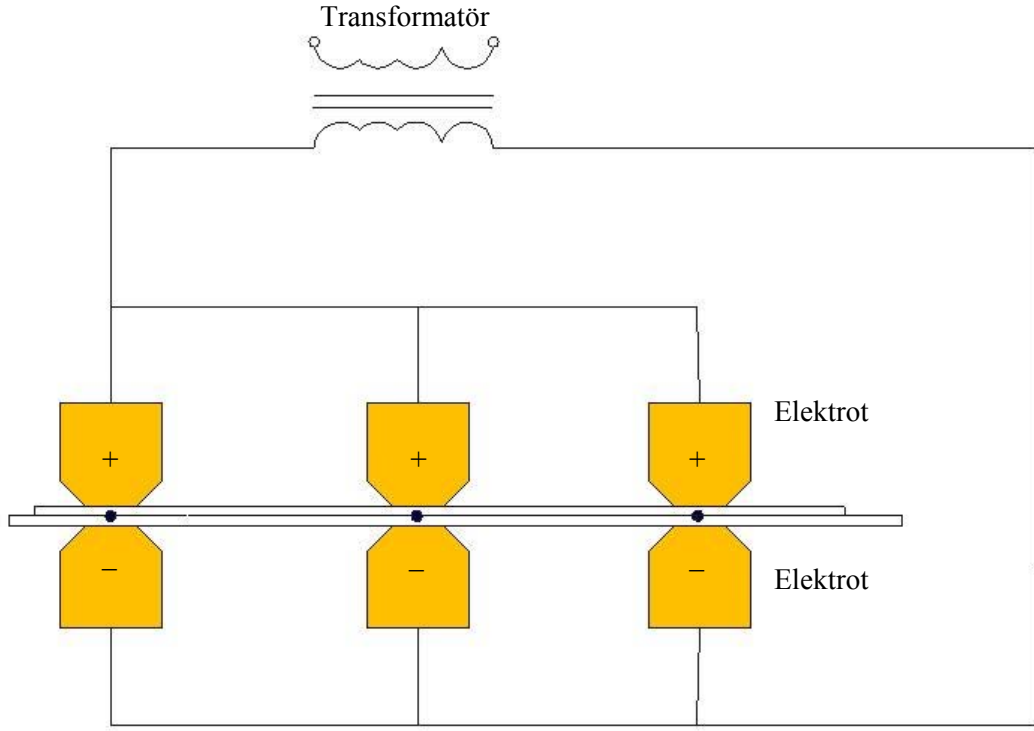 Transformatör
Elektrot
+ + +
− − −
Elektrot